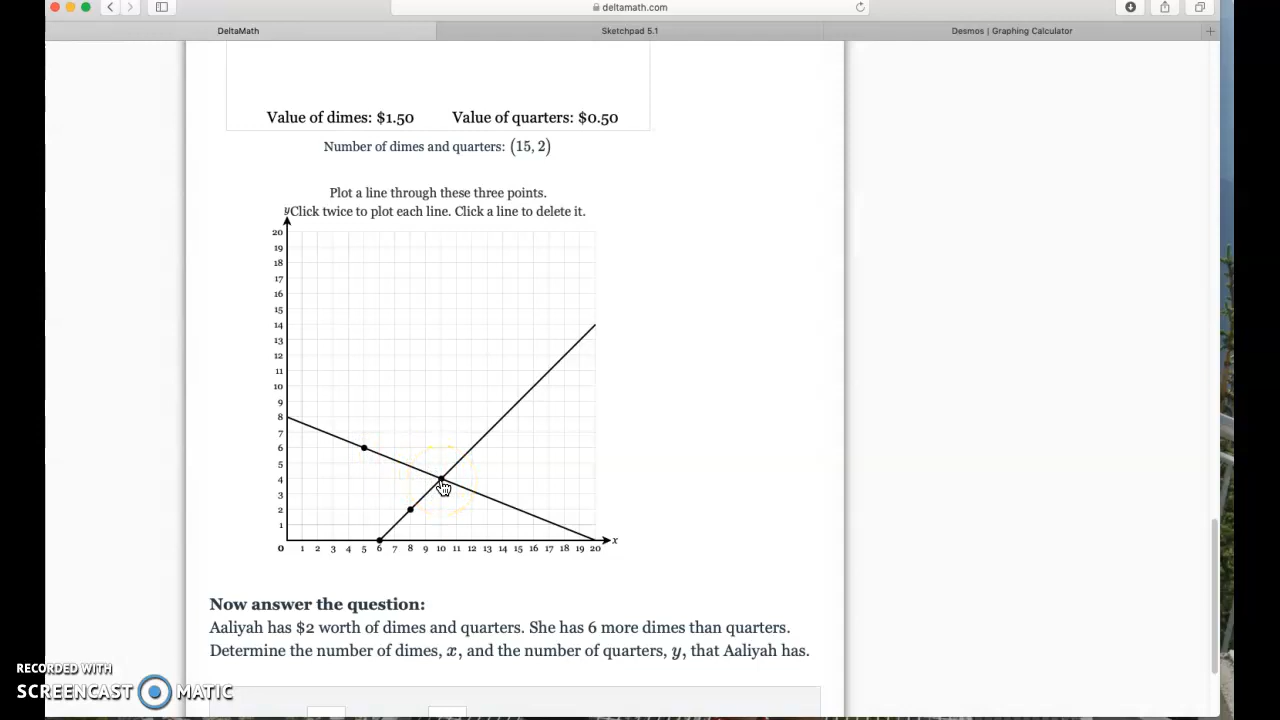 deltamath.com
DeltaMath
Sketchpad 5.1
Desmos | Graphing Calculator
+
Value of dimes: $1.50 Value of quarters: $0.50
Number of dimes and quarters: (15, 2)
Plot a line through these three points.
yClick twice to plot each line. Click a line to delete it.
20
19
18
17
16
15
14
13
12
11
10
9
8
7
6
5
4
3
2
1
0 1 2 3 4 5 6 7 8 9 10 11 12 13 14 15 16 17 18 19 20 x
Now answer the question:
Aaliyah has $2 worth of dimes and quarters. She has 6 more dimes than quarters.
Determine the number of dimes, x, and the number of quarters, y, that Aaliyah has.
RECORDED WITH
SCREENCAST MATIC